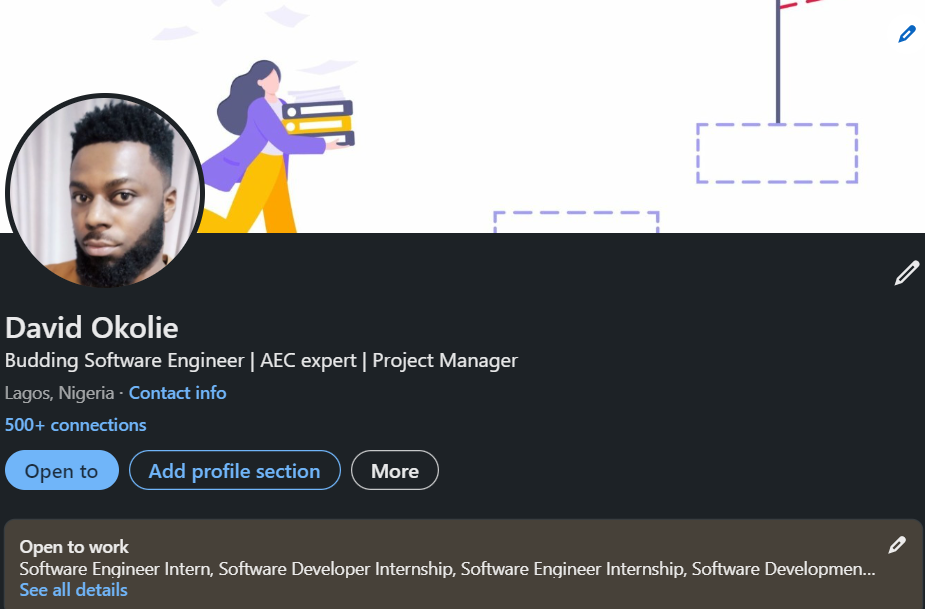 David Okolie
Budding Software Engineer | AEC expert | Project Manager
Lagos, Nigeria · Contact info
500+ connections
Open to
Add profile section
More
Open to work
Software Engineer Intern, Software Developer Internship, Software Engineer Internship, Software Developmen...
See all details